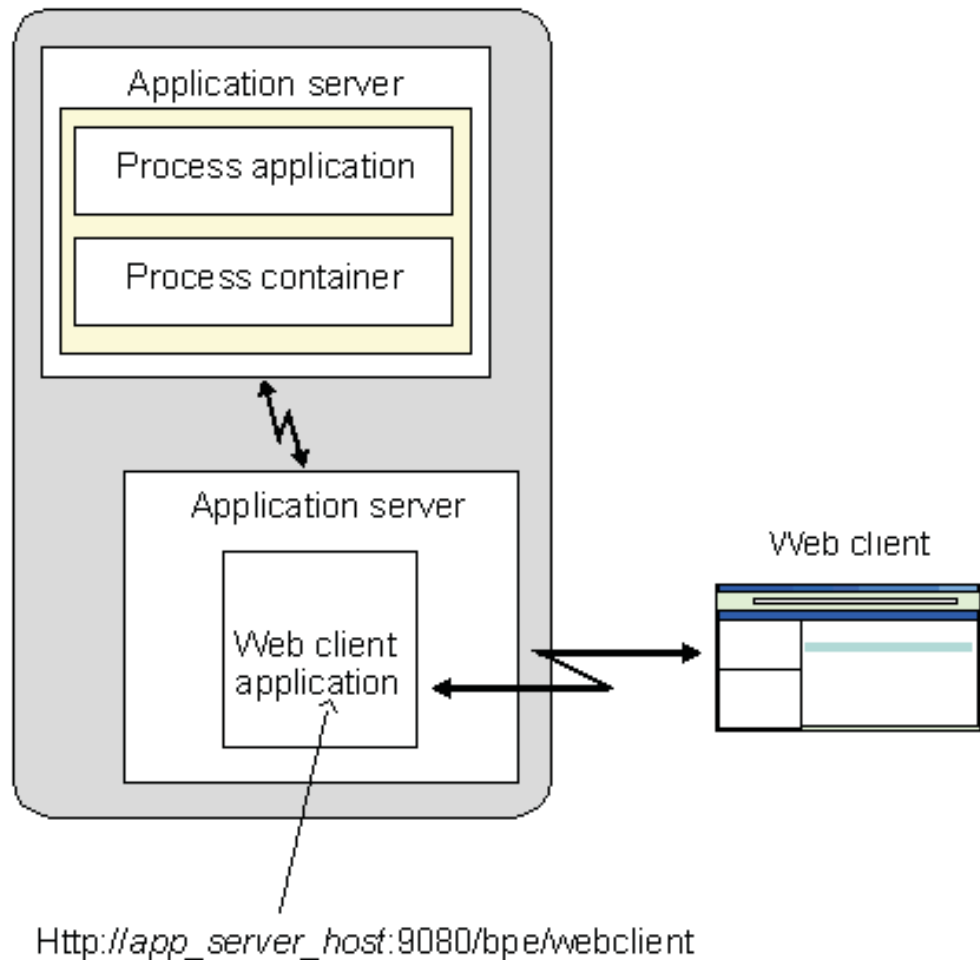 Application server
Process application
Process container
Application server
Web client
Web client
application
Http://app_server_host:9080/bpe/webclient